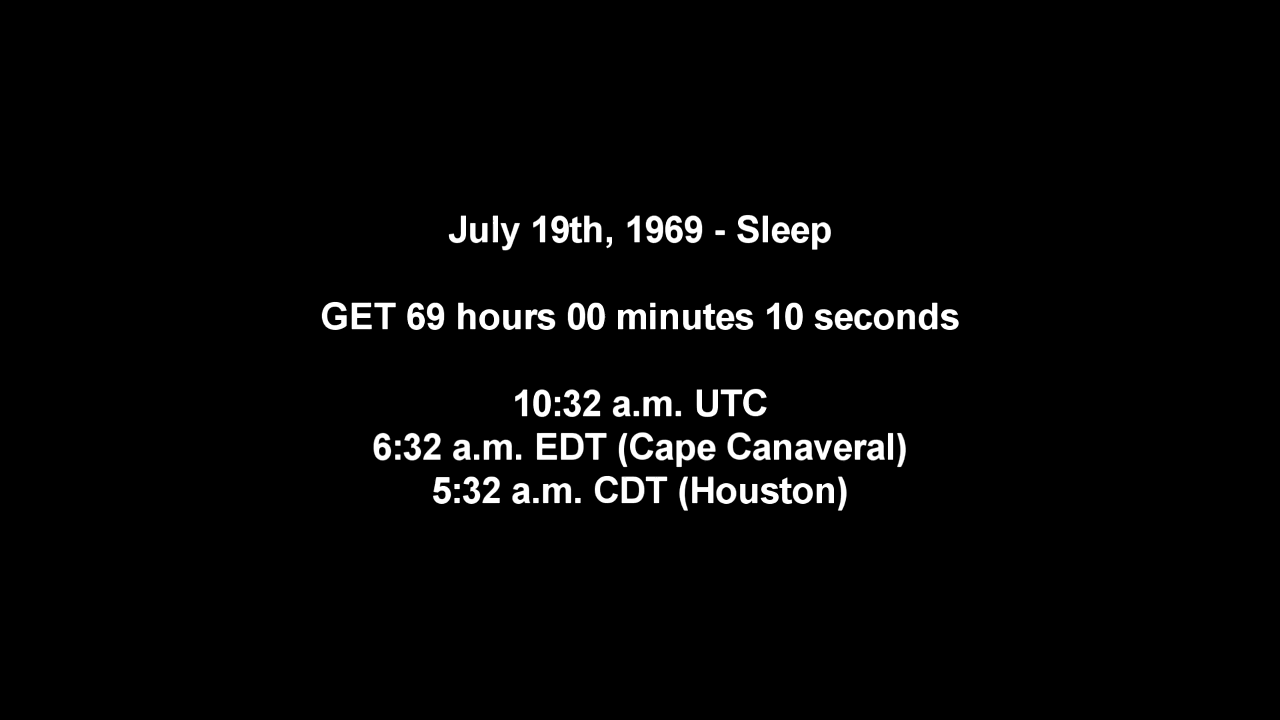 July 19th, 1969 - Sleep
GET 69 hours 00 minutes 10 seconds
10:32 a.m. UTC
6:32 a.m. EDT (Cape Canaveral)
5:32 a.m. CDT (Houston)